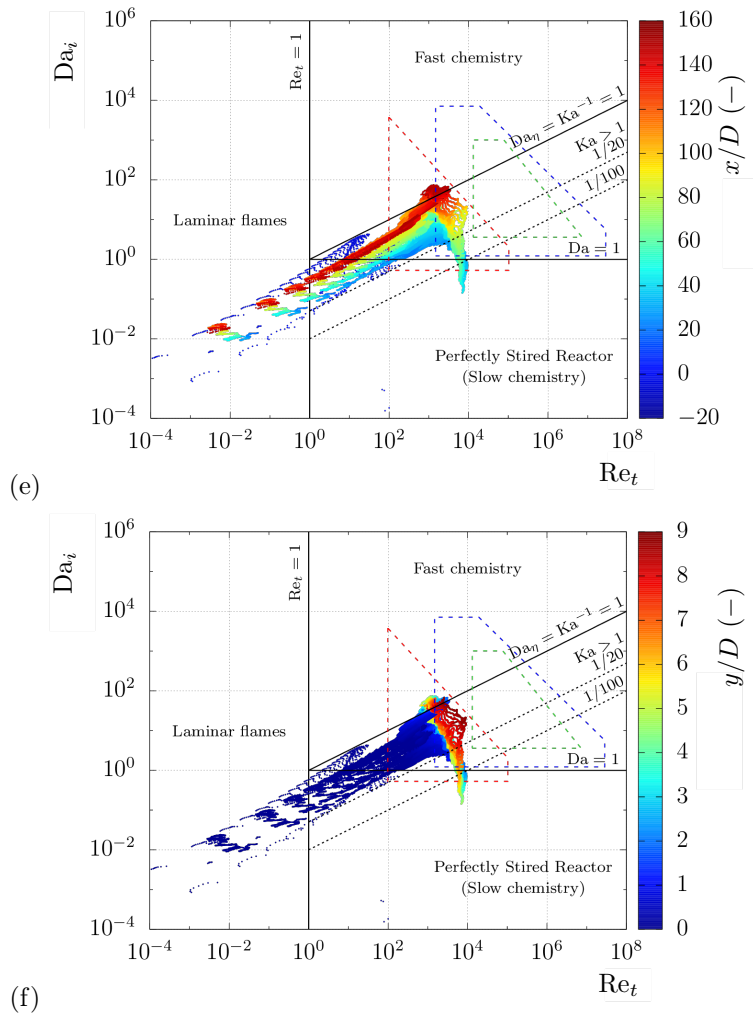 10^6
10^4
10^2
10^0
10^−2
10^−4
Da_i
Re_t = 1
Fast chemistry
Laminar flames
Da_η = Ka^−1 = 1
Ka > 1
1/20
1/100
Da = 1
Perfectly Stired Reactor
(Slow chemistry)
10^−4 10^−2 10^0 10^2 10^4 10^6 10^8
Re_t
160
140
120
100
80
60
40
20
0
−20
x/D (−)
(e)
10^6
10^4
10^2
10^0
10^−2
10^−4
Da_i
Re_t = 1
Fast chemistry
Laminar flames
Da_η = Ka^−1 = 1
Ka > 1
1/20
1/100
Da = 1
Perfectly Stired Reactor
(Slow chemistry)
10^−4 10^−2 10^0 10^2 10^4 10^6 10^8
Re_t
9
8
7
6
5
4
3
2
1
0
y/D (−)
(f)